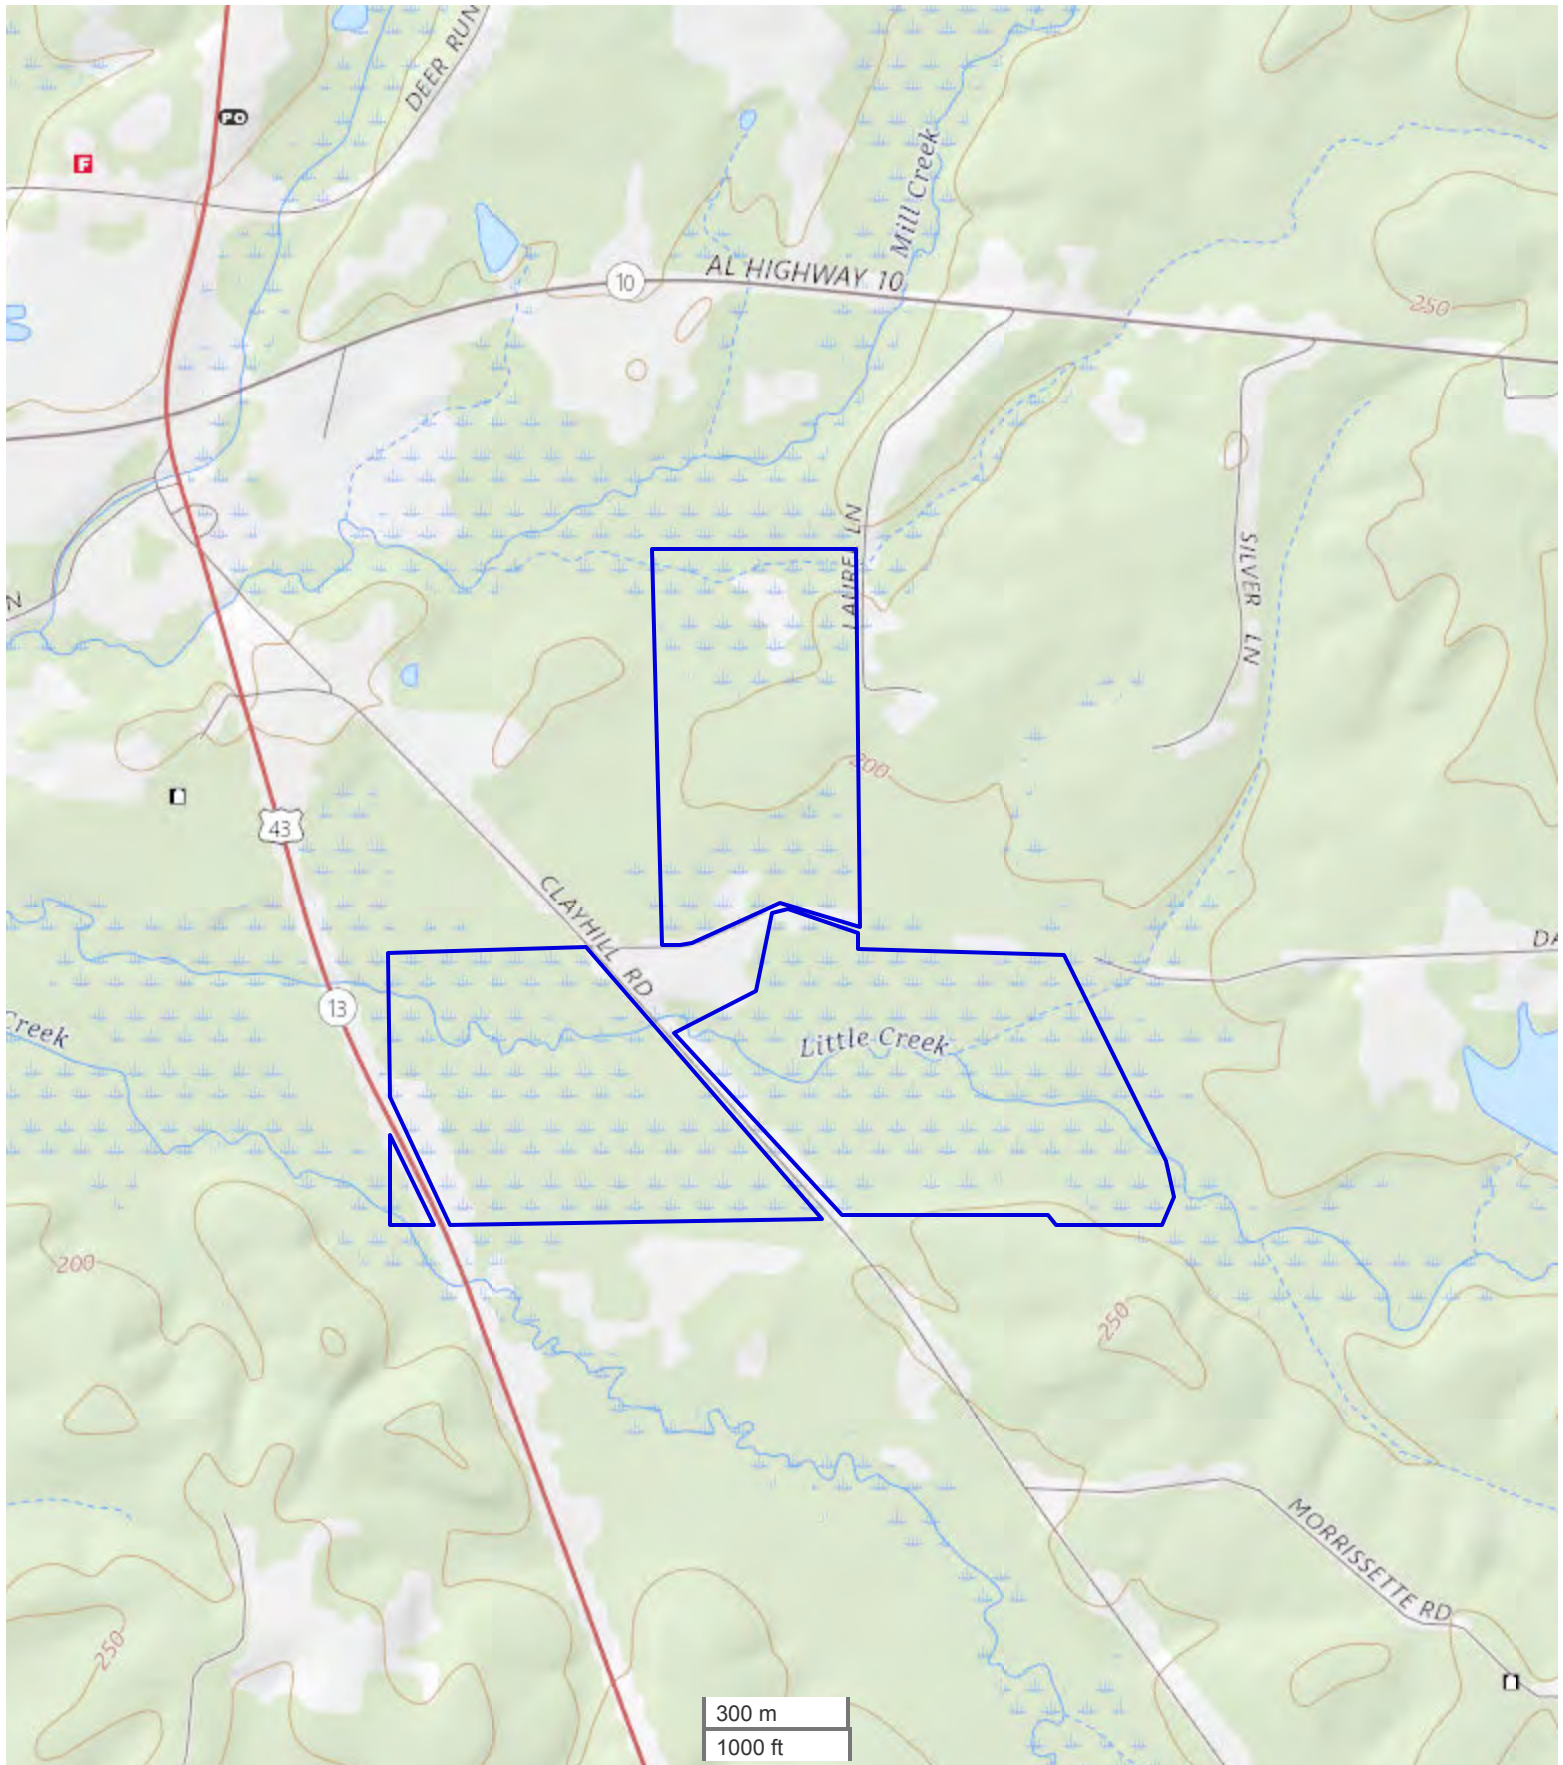 DEER RUN
PO
F
Mill Creek
AL HIGHWAY 10
10
250
LAUREL LN
SILVER LN
N
200
43
CLAYHILL RD
DA
13
Creek
Little Creek
200
250
MORRISSETTE RD
250
300 m
1000 ft